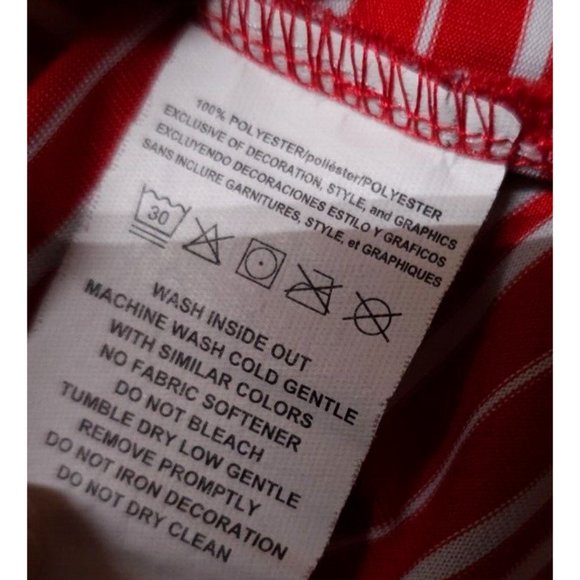 100% POLYESTER/poliéster/POLYESTER
EXCLUSIVE OF DECORATION, STYLE, and GRAPHICS
EXCLUYENDO DECORACIONES ESTILO Y GRAFICOS
SANS INCLURE GARNITURES, STYLE, et GRAPHIQUES
30
WASH INSIDE OUT
MACHINE WASH COLD GENTLE
WITH SIMILAR COLORS
NO FABRIC SOFTENER
DO NOT BLEACH
TUMBLE DRY LOW GENTLE
REMOVE PROMPTLY
DO NOT IRON DECORATION
DO NOT DRY CLEAN